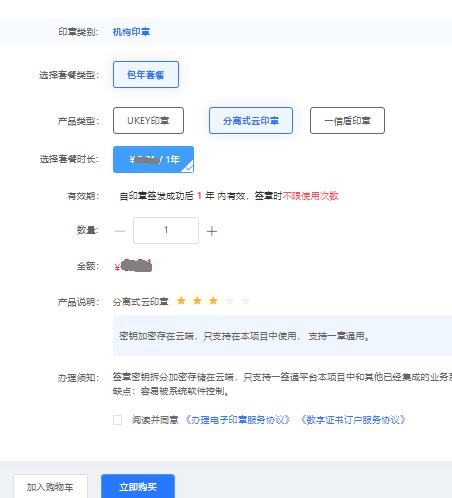 印章类别： 机构印章
选择套餐类型： 包年套餐
产品类型： UKEY印章 分离式云印章 一信盾印章
选择套餐时长： ¥ / 1年
有效期： 自印章签发成功后 1 年 内有效，签章时不限使用次数
数量： — 1 +
金额： ¥
产品说明： 分离式云印章 ★ ★ ★ ★ ★
密钥加密存在云端，只支持在本项目中使用， 支持一章通用。
办理须知： 签章密钥拆分加密存储在云端，只支持一签通平台本项目中和其他已经集成的业务系
缺点：容易被系统软件控制。
阅读并同意 《办理电子印章服务协议》 《数字证书订户服务协议》
加入购物车 立即购买